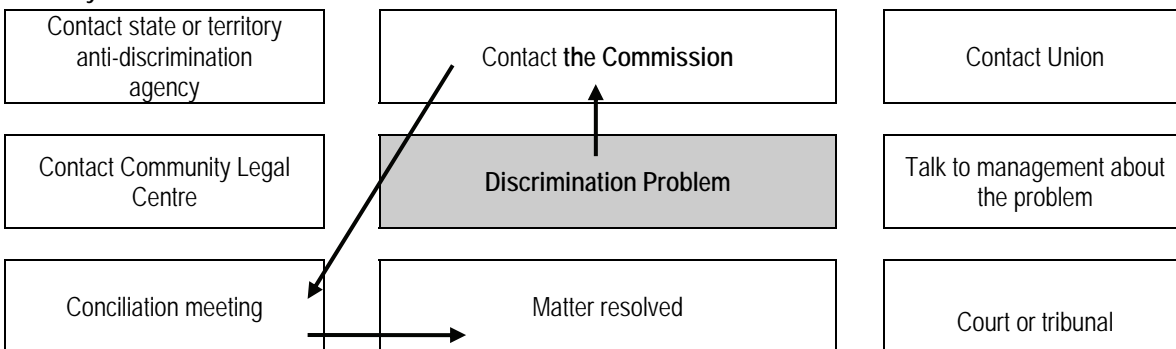 Contact state or territory
anti-discrimination
agency
Contact the Commission
Contact Union
Contact Community Legal
Centre
Discrimination Problem
Talk to management about
the problem
Conciliation meeting
Matter resolved
Court or tribunal